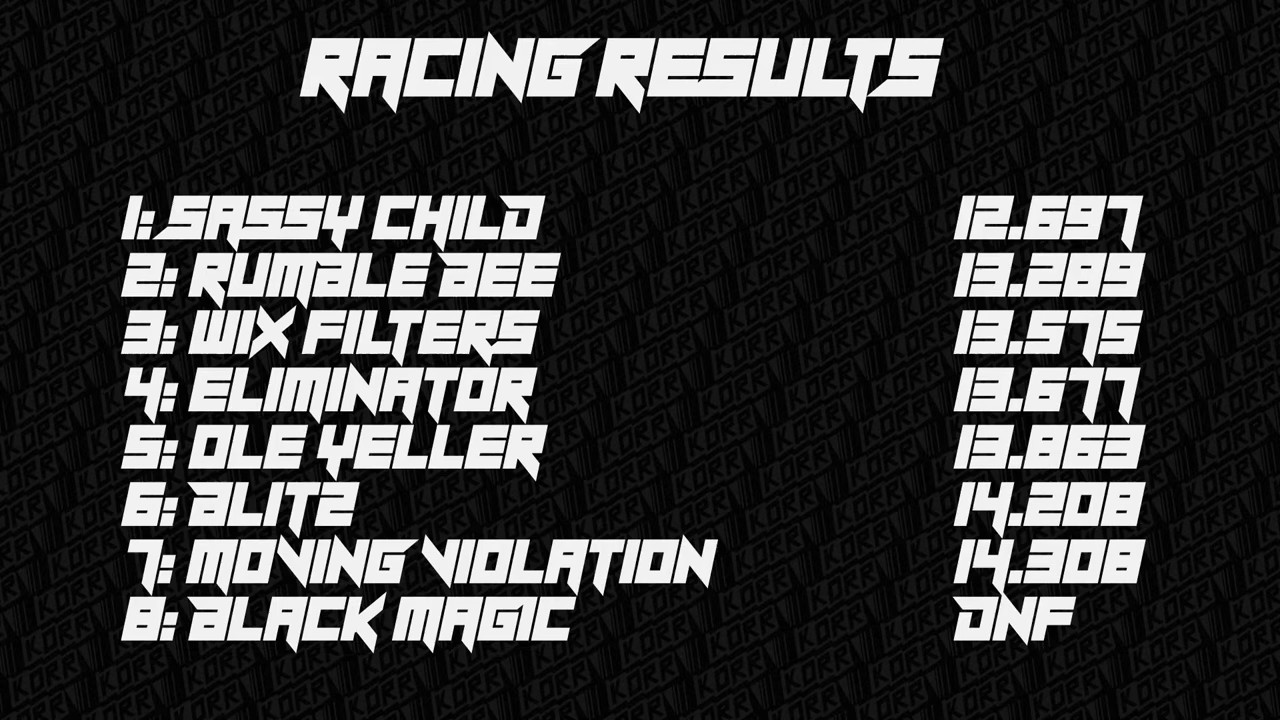 RACING RESULTS
1: SASSY CHILD 12.697
2: RUMBLE BEE 13.289
3: WIX FILTERS 13.575
4: ELIMINATOR 13.677
5: OLE YELLER 13.863
6: BLITZ 14.208
7: MOVING VIOLATION 14.308
8: BLACK MAGIC DNF